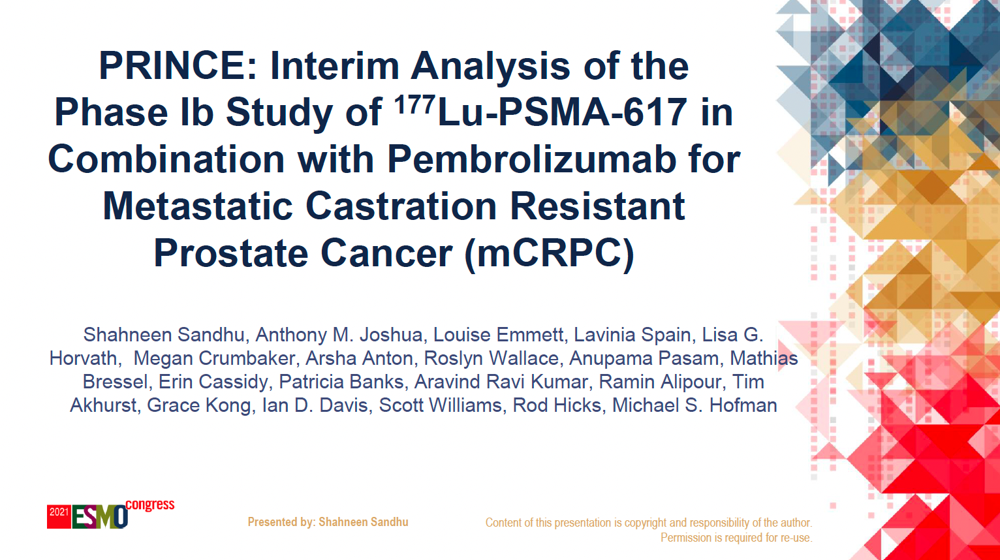 PRINCE: Interim Analysis of the
Phase Ib Study of ¹⁷⁷Lu-PSMA-617 in
Combination with Pembrolizumab for
Metastatic Castration Resistant
Prostate Cancer (mCRPC)
Shahneen Sandhu, Anthony M. Joshua, Louise Emmett, Lavinia Spain, Lisa G.
Horvath,  Megan Crumbaker, Arsha Anton, Roslyn Wallace, Anupama Pasam, Mathias
Bressel, Erin Cassidy, Patricia Banks, Aravind Ravi Kumar, Ramin Alipour, Tim
Akhurst, Grace Kong, Ian D. Davis, Scott Williams, Rod Hicks, Michael S. Hofman
2021 ESMO congress
Presented by: Shahneen Sandhu
Content of this presentation is copyright and responsibility of the author.
Permission is required for re-use.